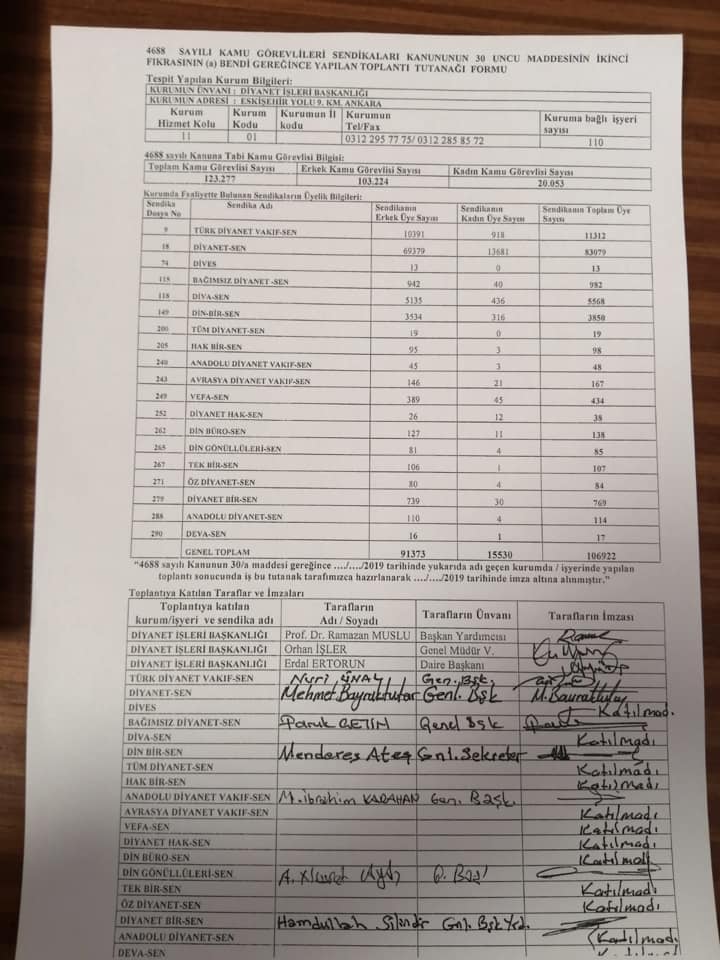 4688 SAYILI KAMU GÖREVLİLERİ SENDİKALARI KANUNUNUN 30 UNCU MADDESİNİN İKİNCİ
FIKRASININ (a) BENDİ GEREĞİNCE YAPILAN TOPLANTI TUTANAĞI FORMU
Tespit Yapılan Kurum Bilgileri:
KURUMUN ÜNVANI : DİYANET İŞLERİ BAŞKANLIĞI
KURUMUN ADRESİ : ESKİŞEHİR YOLU 9. KM. ANKARA
Kurum Hizmet Kolu Kurum Kodu Kurumun İl kodu Kurumun Tel/Fax Kuruma bağlı işyeri sayısı
11 01 0312 295 77 75/ 0312 285 85 72 110
4688 sayılı Kanuna Tabi Kamu Görevlisi Bilgisi:
Toplam Kamu Görevlisi Sayısı Erkek Kamu Görevlisi Sayısı Kadın Kamu Görevlisi Sayısı
123.277 103.224 20.053
Kurumda Faaliyette Bulunan Sendikaların Üyelik Bilgileri:
Sendika Dosya No Sendika Adı Sendikanın Erkek Üye Sayısı Sendikanın Kadın Üye Sayısı Sendikanın Toplam Üye Sayısı
9 TÜRK DİYANET VAKIF-SEN 10391 918 11312
18 DİYANET-SEN 69379 13681 83079
74 DİVES 13 0 13
115 BAĞIMSIZ DİYANET -SEN 942 40 982
118 DİVA-SEN 5135 436 5568
149 DİN-BİR-SEN 3534 316 3850
200 TÜM DİYANET-SEN 19 0 19
205 HAK BİR-SEN 95 3 98
240 ANADOLU DİYANET VAKIF-SEN 45 3 48
243 AVRASYA DİYANET VAKIF-SEN 146 21 167
249 VEFA-SEN 389 45 434
252 DİYANET HAK-SEN 26 12 38
262 DİN BÜRO-SEN 127 11 138
265 DİN GÖNÜLLÜLERİ-SEN 81 4 85
267 TEK BİR-SEN 106 1 107
271 ÖZ DİYANET-SEN 80 4 84
279 DİYANET BİR-SEN 739 30 769
288 ANADOLU DİYANET-SEN 110 4 114
290 DEVA-SEN 16 1 17
GENEL TOPLAM 91373 15530 106922
"4688 sayılı Kanunun 30/a maddesi gereğince …./…./2019 tarihinde yukarıda adı geçen kurumda / işyerinde yapılan
toplantı sonucunda iş bu tutanak tarafımızca hazırlanarak …./…./2019 tarihinde imza altına alınmıştır."
Toplantıya Katılan Taraflar ve İmzaları
Toplantıya katılan kurum/işyeri ve sendika adı Tarafların Adı / Soyadı Tarafların Ünvanı Tarafların İmzası
DİYANET İŞLERİ BAŞKANLIĞI Prof. Dr. Ramazan MUSLU Başkan Yardımcısı
DİYANET İŞLERİ BAŞKANLIĞI Orhan İŞLER Genel Müdür V.
DİYANET İŞLERİ BAŞKANLIĞI Erdal ERTORUN Daire Başkanı
TÜRK DİYANET VAKIF-SEN Nuri ÜNAL Gen. Bşk.
DİYANET-SEN Mehmet Bayraktutar Genl. Bşk M. Bayraktutar
DİVES Katılmad.
BAĞIMSIZ DİYANET-SEN Faruk ÇETİN Genel Bşk
DİVA-SEN Katılmadı
DİN BİR-SEN Menderes Ateş Gnl. Sekreter
TÜM DİYANET-SEN Katılmadı
HAK BİR-SEN Katılmadı
ANADOLU DİYANET VAKIF-SEN M. İbrahim KARAHAN Gen. Başk.
AVRASYA DİYANET VAKIF-SEN Katılmadı
VEFA-SEN Katılmadı
DİYANET HAK-SEN Katılmadı
DİN BÜRO-SEN Katılmadı
DİN GÖNÜLLÜLERİ-SEN A.
TEK BİR-SEN Katılmadı
ÖZ DİYANET-SEN Katılmadı
DİYANET BİR-SEN Hamdullah Gnl. Bşk Yrd.
ANADOLU DİYANET-SEN Katılmadı
DEVA-SEN Katılmadı